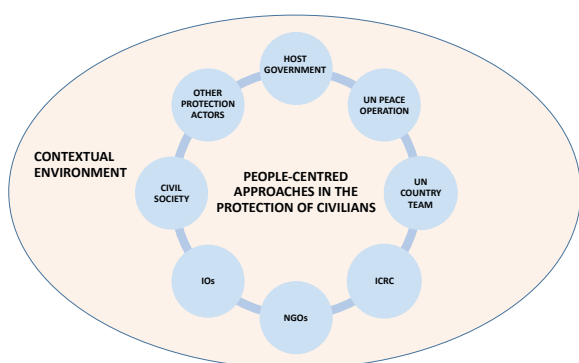 HOST
GOVERNMENT
UN PEACE
OPERATION
UN
COUNTRY
TEAM
ICRC
NGOs
IOs
CIVIL
SOCIETY
OTHER
PROTECTION
ACTORS
CONTEXTUAL
ENVIRONMENT
PEOPLE-CENTRED
APPROACHES IN THE
PROTECTION OF CIVILIANS